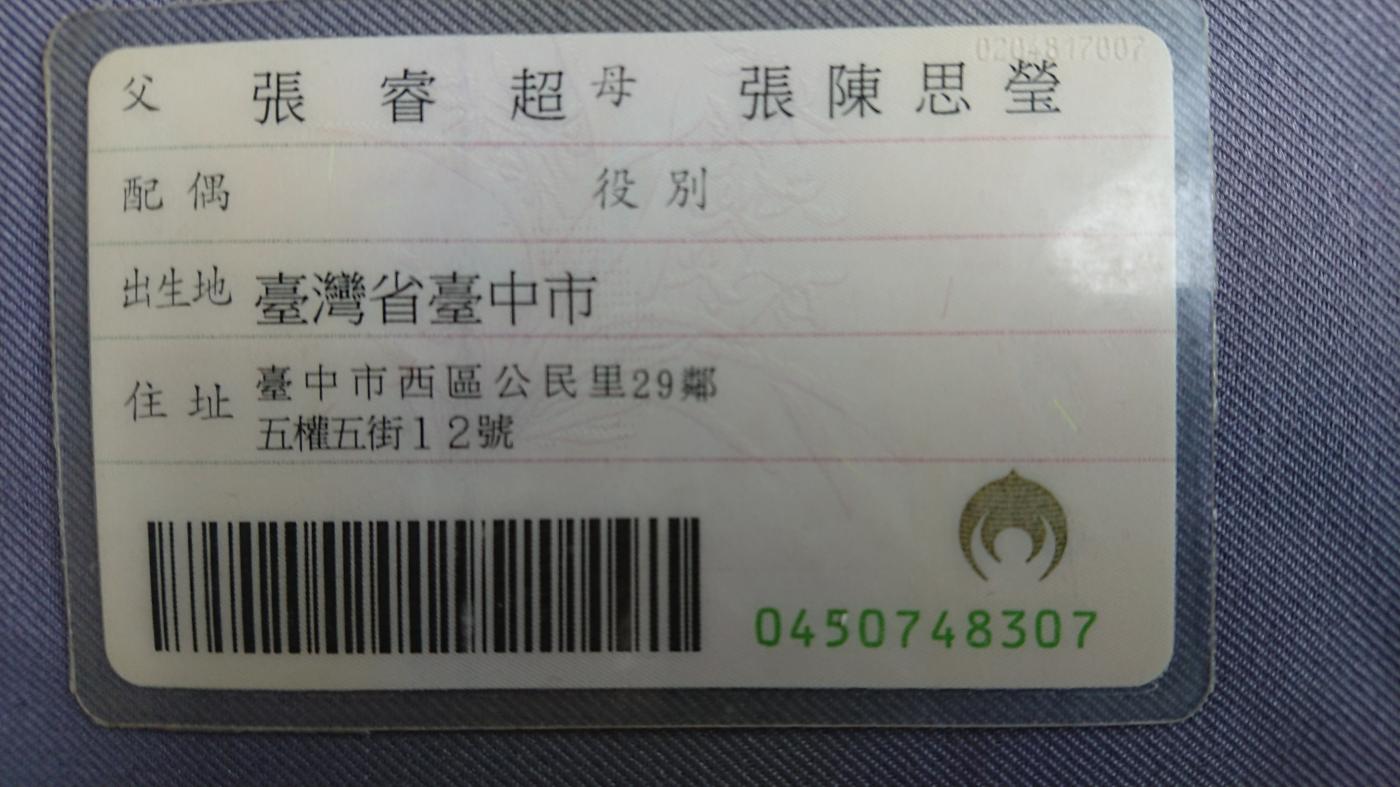 0204817007
父 張睿超 母 張陳思瑩
配偶 役別
出生地 臺灣省臺中市
住址 臺中市西區公民里29鄰
五權五街12號
0450748307